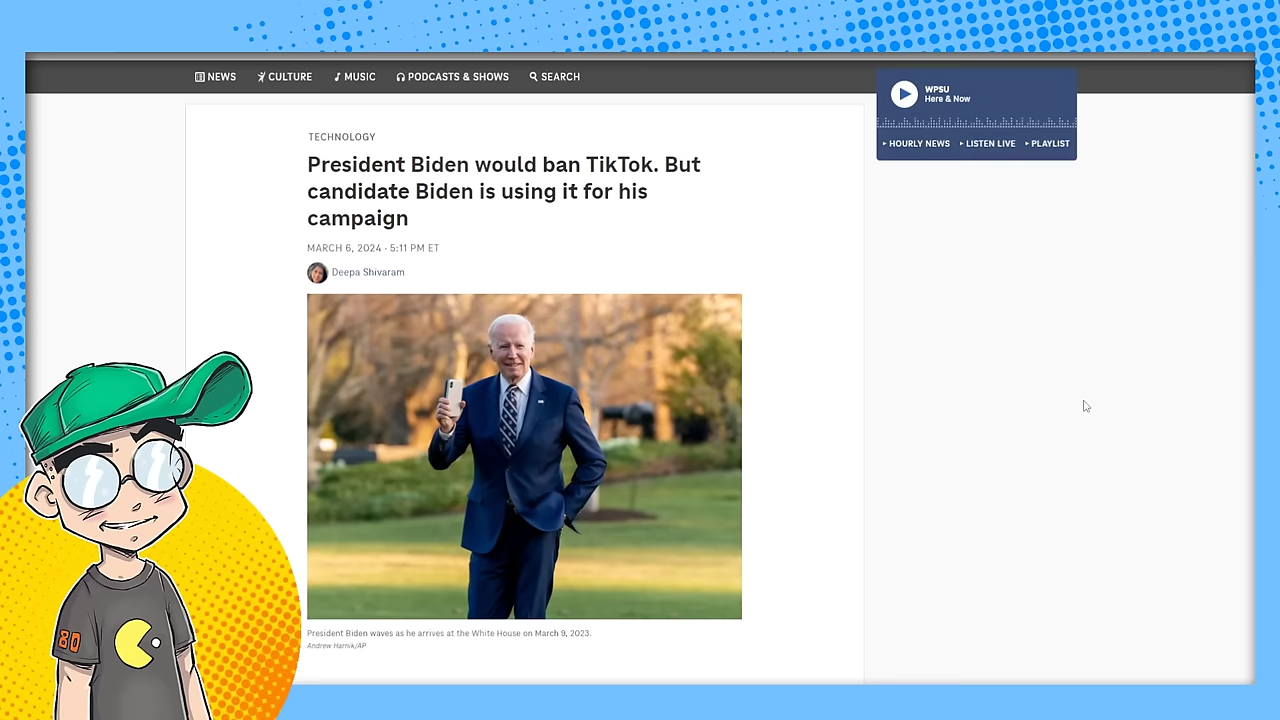 NEWS CULTURE MUSIC PODCASTS & SHOWS SEARCH
WPSU
Here & Now
HOURLY NEWS LISTEN LIVE PLAYLIST
TECHNOLOGY
President Biden would ban TikTok. But
candidate Biden is using it for his
campaign
MARCH 6, 2024 · 5:11 PM ET
Deepa Shivaram
President Biden waves as he arrives at the White House on March 9, 2023.
Andrew Harnik/AP
80